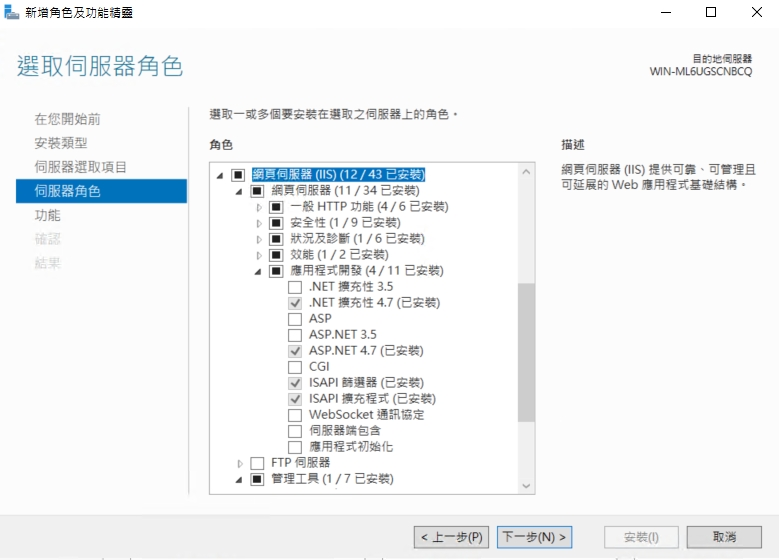 新增角色及功能精靈
選取伺服器角色
目的地伺服器
WIN-ML6UGSCNBCQ
在您開始前
安裝類型
伺服器選取項目
伺服器角色
功能
確認
結果
選取一或多個要安裝在選取之伺服器上的角色。
角色
網頁伺服器 (IIS) (12 / 43 已安裝)
網頁伺服器 (11 / 34 已安裝)
一般 HTTP 功能 (4 / 6 已安裝)
安全性 (1 / 9 已安裝)
狀況及診斷 (1 / 6 已安裝)
效能 (1 / 2 已安裝)
應用程式開發 (4 / 11 已安裝)
.NET 擴充性 3.5
.NET 擴充性 4.7 (已安裝)
ASP
ASP.NET 3.5
ASP.NET 4.7 (已安裝)
CGI
ISAPI 篩選器 (已安裝)
ISAPI 擴充程式 (已安裝)
WebSocket 通訊協定
伺服器端包含
應用程式初始化
FTP 伺服器
管理工具 (1 / 7 已安裝)
描述
網頁伺服器 (IIS) 提供可靠、可管理且
可延展的 Web 應用程式基礎結構。
< 上一步(P)
下一步(N) >
安裝(I)
取消